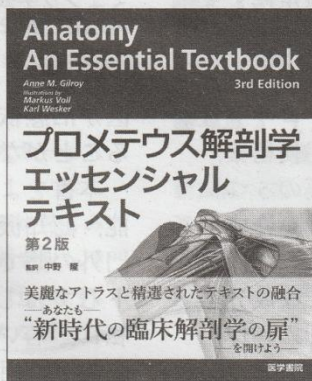 Anatomy
An Essential Textbook
3rd Edition
Anne M. Gilroy
Illustrations by
Markus Voll
Karl Wesker
プロメテウス解剖学
エッセンシャル
テキスト
第2版
監訳 中野 隆
美麗なアトラスと精選されたテキストの融合
―あなたも―
“新時代の臨床解剖学の扉”
を開けよう―
医学書院